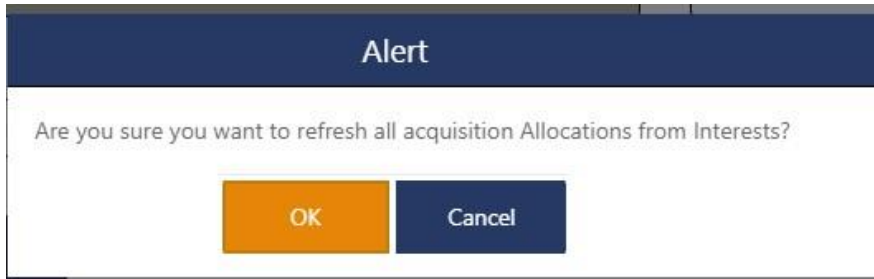 Alert
Are you sure you want to refresh all acquisition Allocations from Interests?
OK Cancel